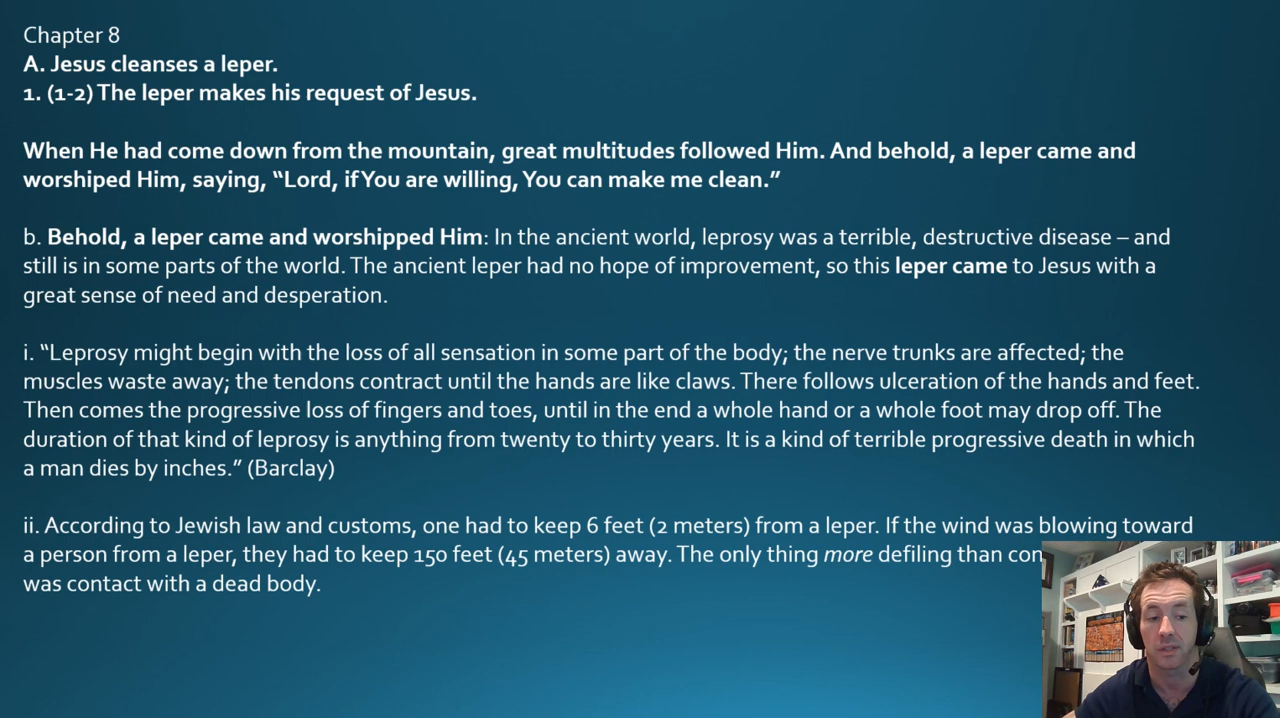 Chapter 8
A. Jesus cleanses a leper.
1. (1-2) The leper makes his request of Jesus.
When He had come down from the mountain, great multitudes followed Him. And behold, a leper came and
worshiped Him, saying, “Lord, if You are willing, You can make me clean.”
b. Behold, a leper came and worshipped Him: In the ancient world, leprosy was a terrible, destructive disease – and
still is in some parts of the world. The ancient leper had no hope of improvement, so this leper came to Jesus with a
great sense of need and desperation.
i. “Leprosy might begin with the loss of all sensation in some part of the body; the nerve trunks are affected; the
muscles waste away; the tendons contract until the hands are like claws. There follows ulceration of the hands and feet.
Then comes the progressive loss of fingers and toes, until in the end a whole hand or a whole foot may drop off. The
duration of that kind of leprosy is anything from twenty to thirty years. It is a kind of terrible progressive death in which
a man dies by inches.” (Barclay)
ii. According to Jewish law and customs, one had to keep 6 feet (2 meters) from a leper. If the wind was blowing toward
a person from a leper, they had to keep 150 feet (45 meters) away. The only thing more defiling than
was contact with a dead body.